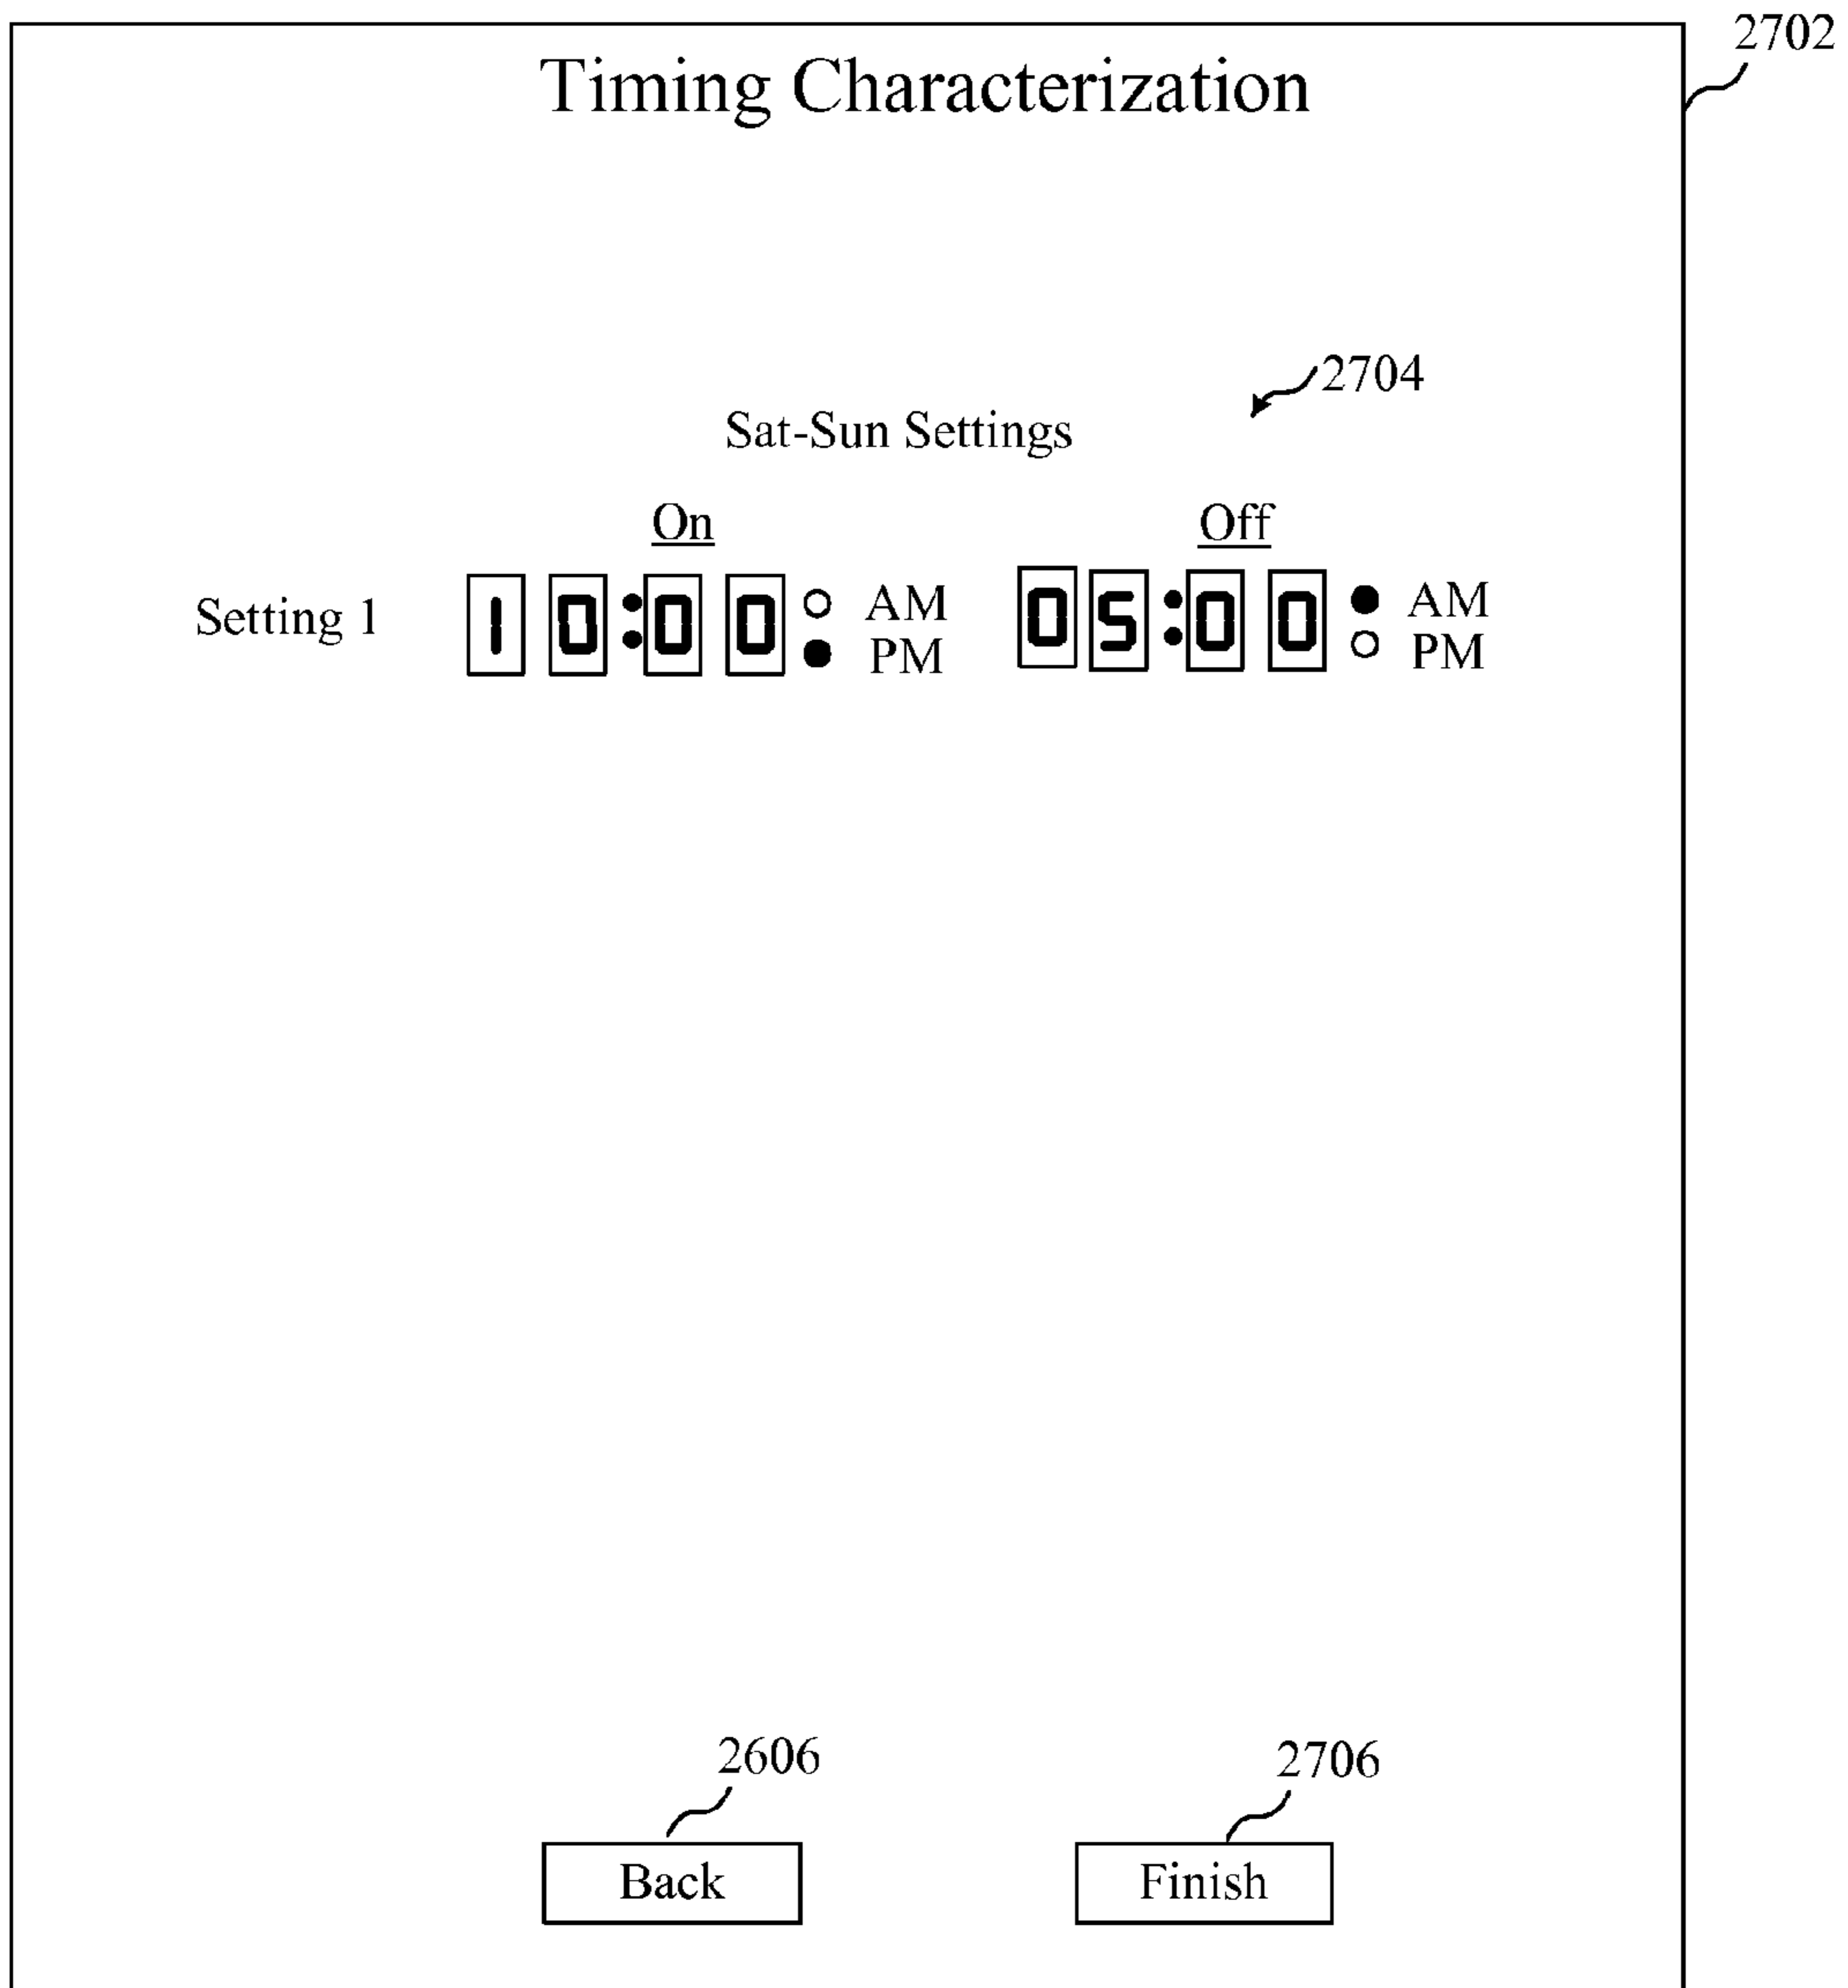 2702
Timing Characterization
2704
Sat-Sun Settings
On Off
Setting 1 10:00 AM PM 05:00 AM PM
2606 2706
Back Finish